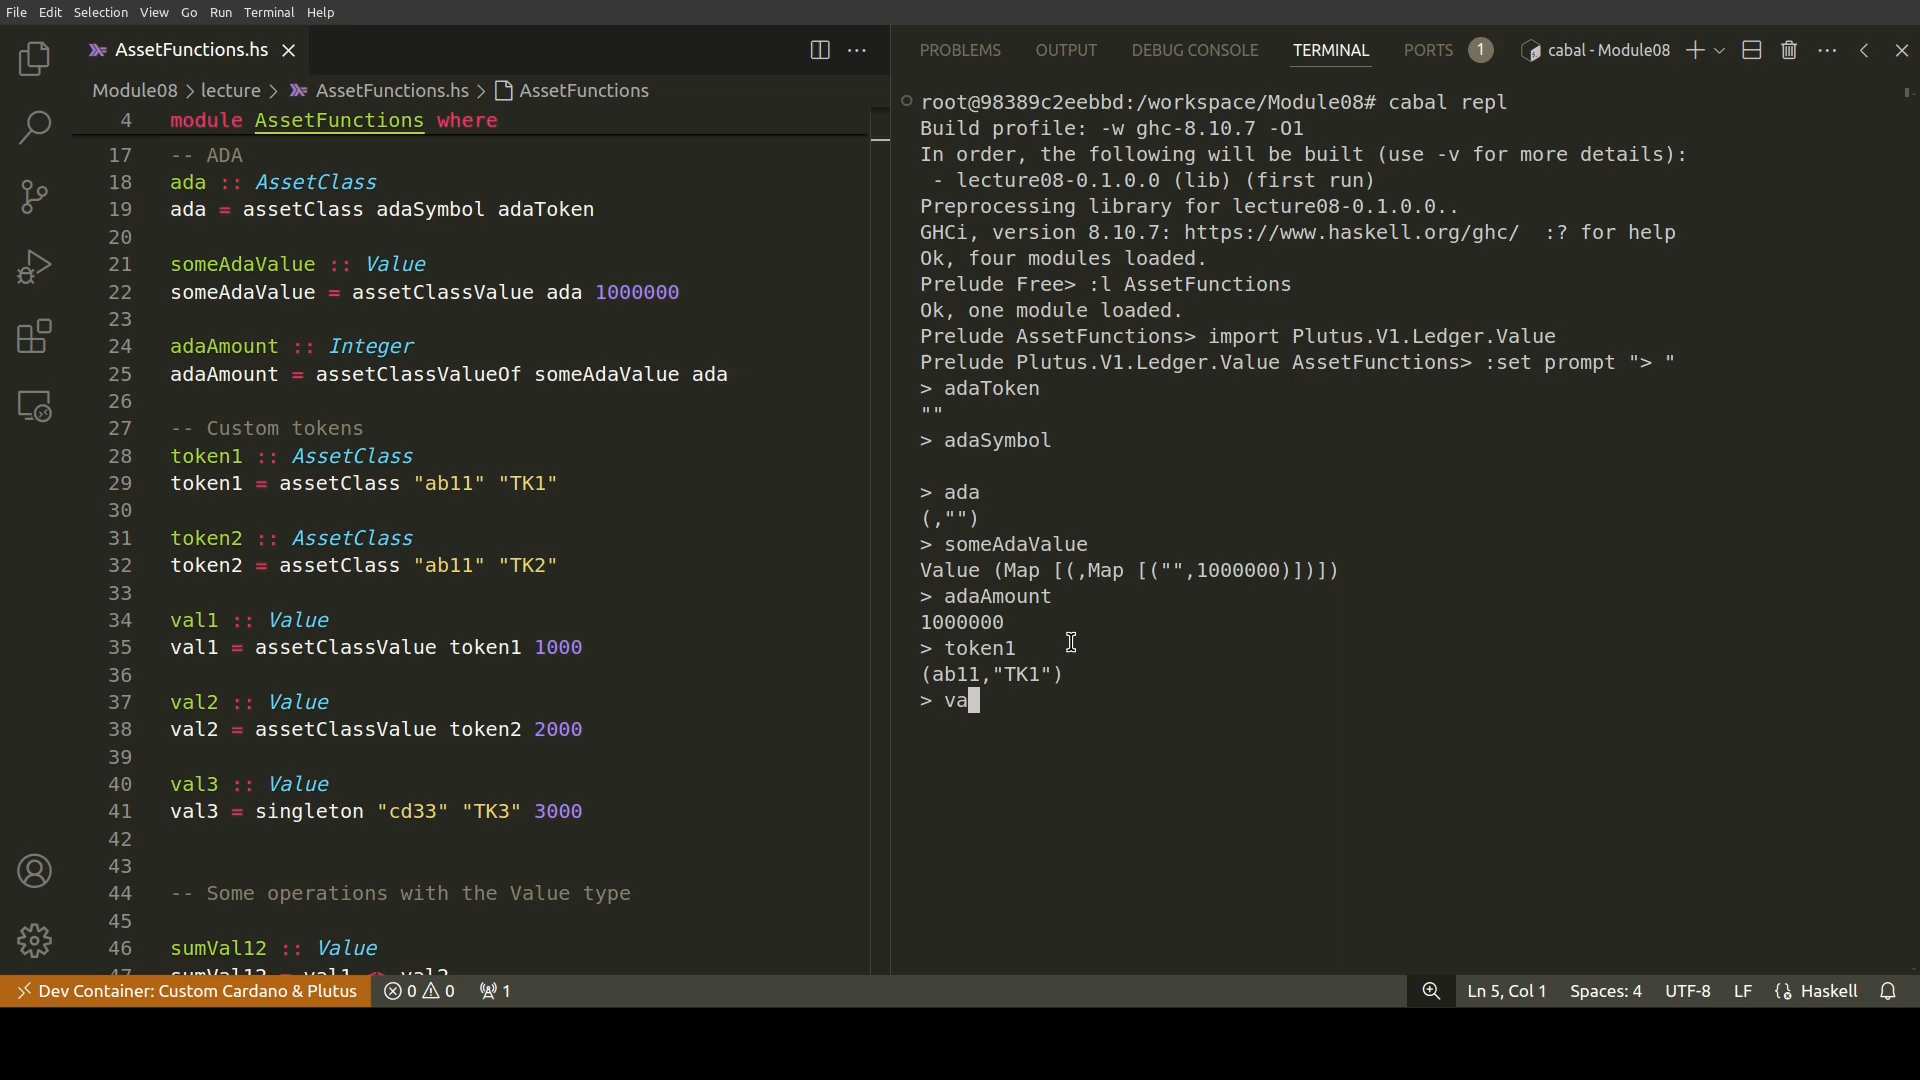 File Edit Selection View Go Run Terminal Help
AssetFunctions.hs
Module08 > lecture > AssetFunctions.hs > AssetFunctions
4 module AssetFunctions where
17 -- ADA
18 ada :: AssetClass
19 ada = assetClass adaSymbol adaToken
20
21 someAdaValue :: Value
22 someAdaValue = assetClassValue ada 1000000
23
24 adaAmount :: Integer
25 adaAmount = assetClassValueOf someAdaValue ada
26
27 -- Custom tokens
28 token1 :: AssetClass
29 token1 = assetClass "ab11" "TK1"
30
31 token2 :: AssetClass
32 token2 = assetClass "ab11" "TK2"
33
34 val1 :: Value
35 val1 = assetClassValue token1 1000
36
37 val2 :: Value
38 val2 = assetClassValue token2 2000
39
40 val3 :: Value
41 val3 = singleton "cd33" "TK3" 3000
42
43
44 -- Some operations with the Value type
45
46 sumVal12 :: Value
47 sumVal12 = val1 <> val2
PROBLEMS OUTPUT DEBUG CONSOLE TERMINAL PORTS 1 cabal - Module08
root@98389c2eebbd:/workspace/Module08# cabal repl
Build profile: -w ghc-8.10.7 -O1
In order, the following will be built (use -v for more details):
- lecture08-0.1.0.0 (lib) (first run)
Preprocessing library for lecture08-0.1.0.0..
GHCi, version 8.10.7: https://www.haskell.org/ghc/ :? for help
Ok, four modules loaded.
Prelude Free> :l AssetFunctions
Ok, one module loaded.
Prelude AssetFunctions> import Plutus.V1.Ledger.Value
Prelude Plutus.V1.Ledger.Value AssetFunctions> :set prompt "> "
> adaToken
""
> adaSymbol
> ada
(,"")
> someAdaValue
Value (Map [(,Map [("",1000000)])])
> adaAmount
1000000
> token1
(ab11,"TK1")
> va
Dev Container: Custom Cardano & Plutus 0 0 1 Ln 5, Col 1 Spaces: 4 UTF-8 LF Haskell